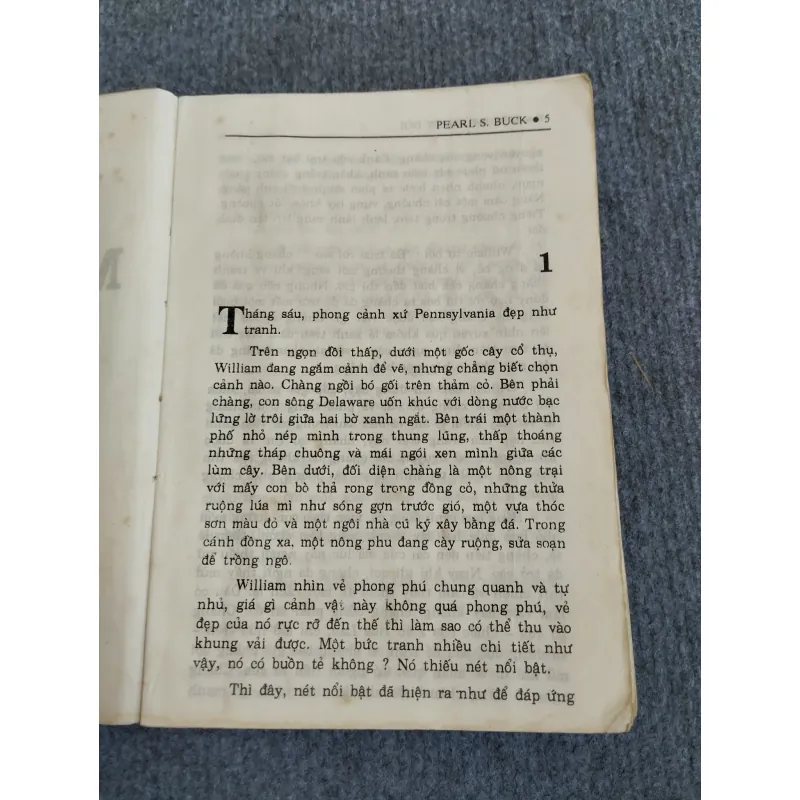 PEARL S. BUCK ● 5
1
Tháng sáu, phong cảnh xứ Pennsylvania đẹp như
tranh.
Trên ngọn đồi thấp, dưới một gốc cây cổ thụ,
William đang ngắm cảnh để vẽ, nhưng chẳng biết chọn
cảnh nào. Chàng ngồi bó gối trên thảm cỏ. Bên phải
chàng, con sông Delaware uốn khúc với dòng nước bạc
lững lờ trôi giữa hai bờ xanh ngắt. Bên trái một thành
phố nhỏ nép mình trong thung lũng, thấp thoáng
những tháp chuông và mái ngói xen mình giữa các
lùm cây. Bên dưới, đối diện chàng là một nông trại
với mấy con bò thả rong trong đồng cỏ, những thửa
ruộng lúa mì như sóng gợn trước gió, một vựa thóc
sơn màu đỏ và một ngôi nhà cũ kỹ xây bằng đá. Trong
cánh đồng xa, một nông phu đang cày ruộng, sửa soạn
để trồng ngô.
William nhìn vẻ phong phú chung quanh và tự
nhủ, giá gì cảnh vật này không quá phong phú, vẻ
đẹp của nó rực rỡ đến thế thì làm sao có thể thu vào
khung vải được. Một bức tranh nhiều chi tiết như
vậy, nó có buồn tẻ không ? Nó thiếu nét nổi bật.
Thì đây, nét nổi bật đã hiện ra như để đáp ứng